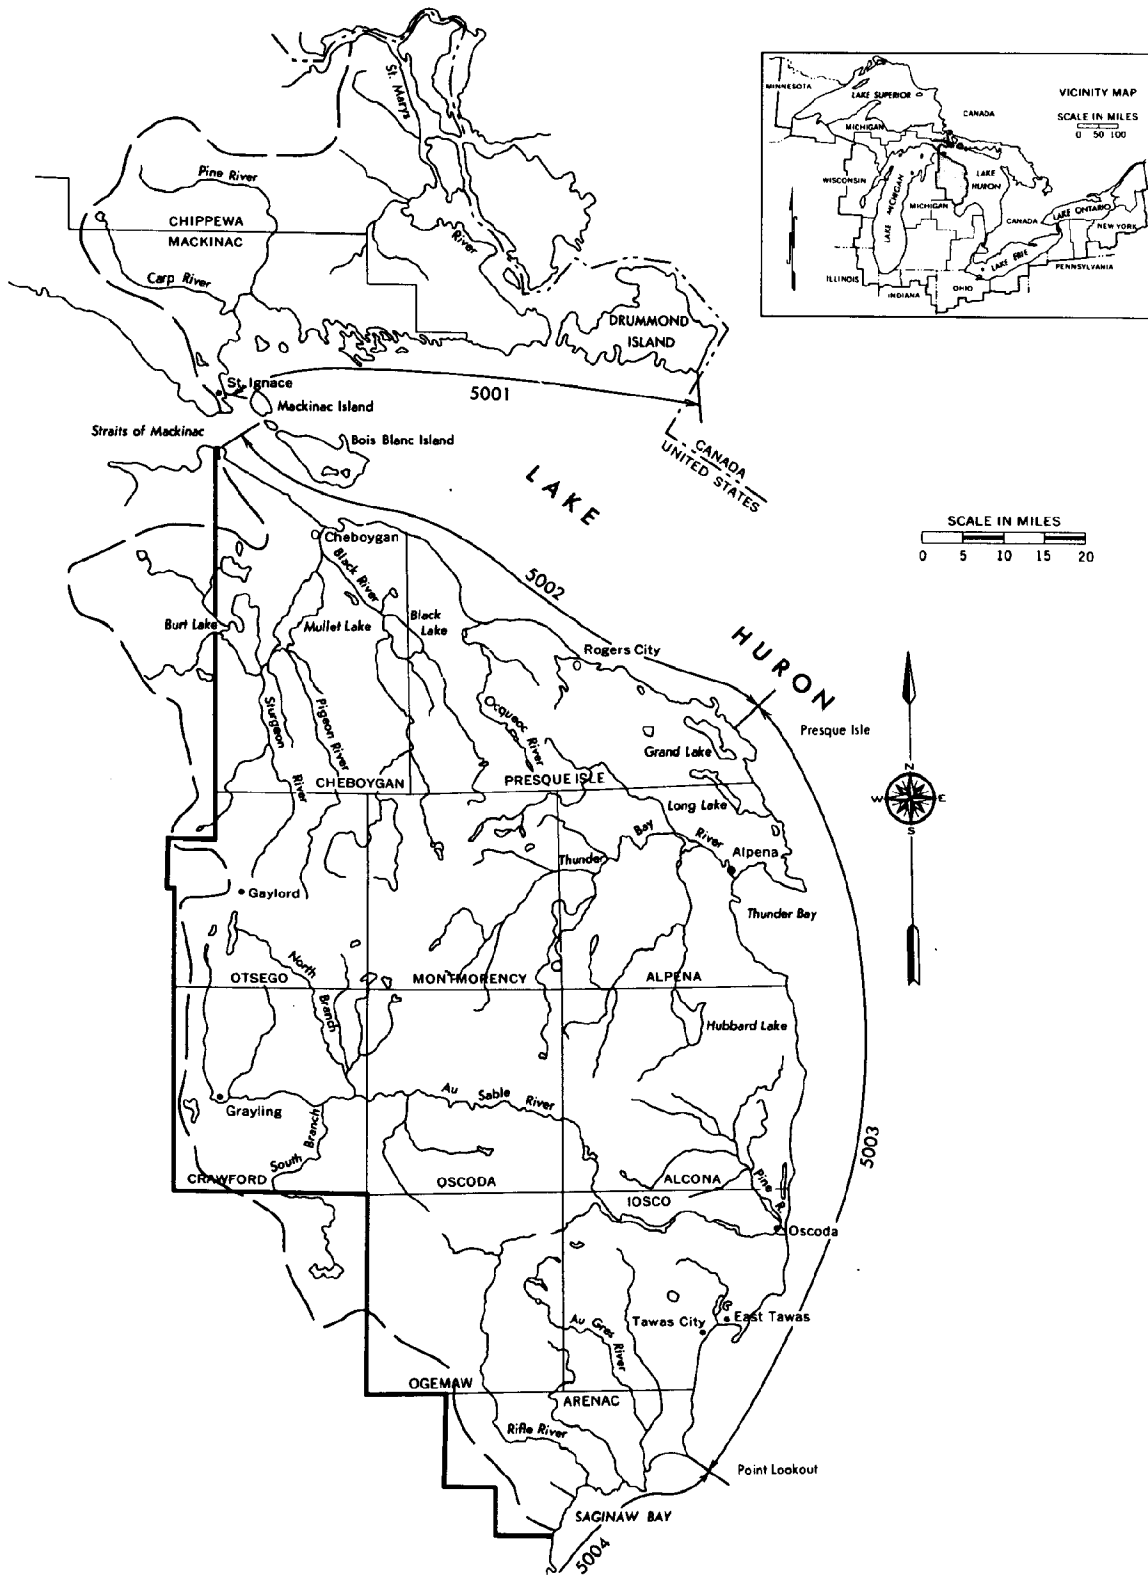 St. Marys
River
Pine River
CHIPPEWA
MACKINAC
Carp River
DRUMMOND
ISLAND
St. Ignace
5001
Mackinac Island
Straits of Mackinac
Bois Blanc Island
CANADA
UNITED STATES
LAKE
HURON
VICINITY MAP
SCALE IN MILES
0 50 100
MINNESOTA
LAKE SUPERIOR
CANADA
MICHIGAN
WISCONSIN
LAKE MICHIGAN
MICHIGAN
LAKE
HURON
CANADA
LAKE ONTARIO
NEW YORK
LAKE ERIE
PENNSYLVANIA
ILLINOIS
INDIANA
OHIO
SCALE IN MILES
0 5 10 15 20
Cheboygan
Black River
5002
Burt Lake
Mullet Lake
Black
Lake
Rogers City
Sturgeon River
Pigeon River
Ocqueoc River
Presque Isle
Grand Lake
CHEBOYGAN
PRESQUE ISLE
Long Lake
N
W E
S
Thunder Bay River
Alpena
Gaylord
Thunder Bay
OTSEGO
North Branch
MONTMORENCY
ALPENA
Hubbard Lake
Au Sable River
Grayling
South Branch
5003
CRAWFORD
OSCODA
ALCONA
IOSCO
Pine R.
Oscoda
Au Gres River
Tawas City
East Tawas
OGEMAW
ARENAC
Rifle River
Point Lookout
SAGINAW BAY
5004